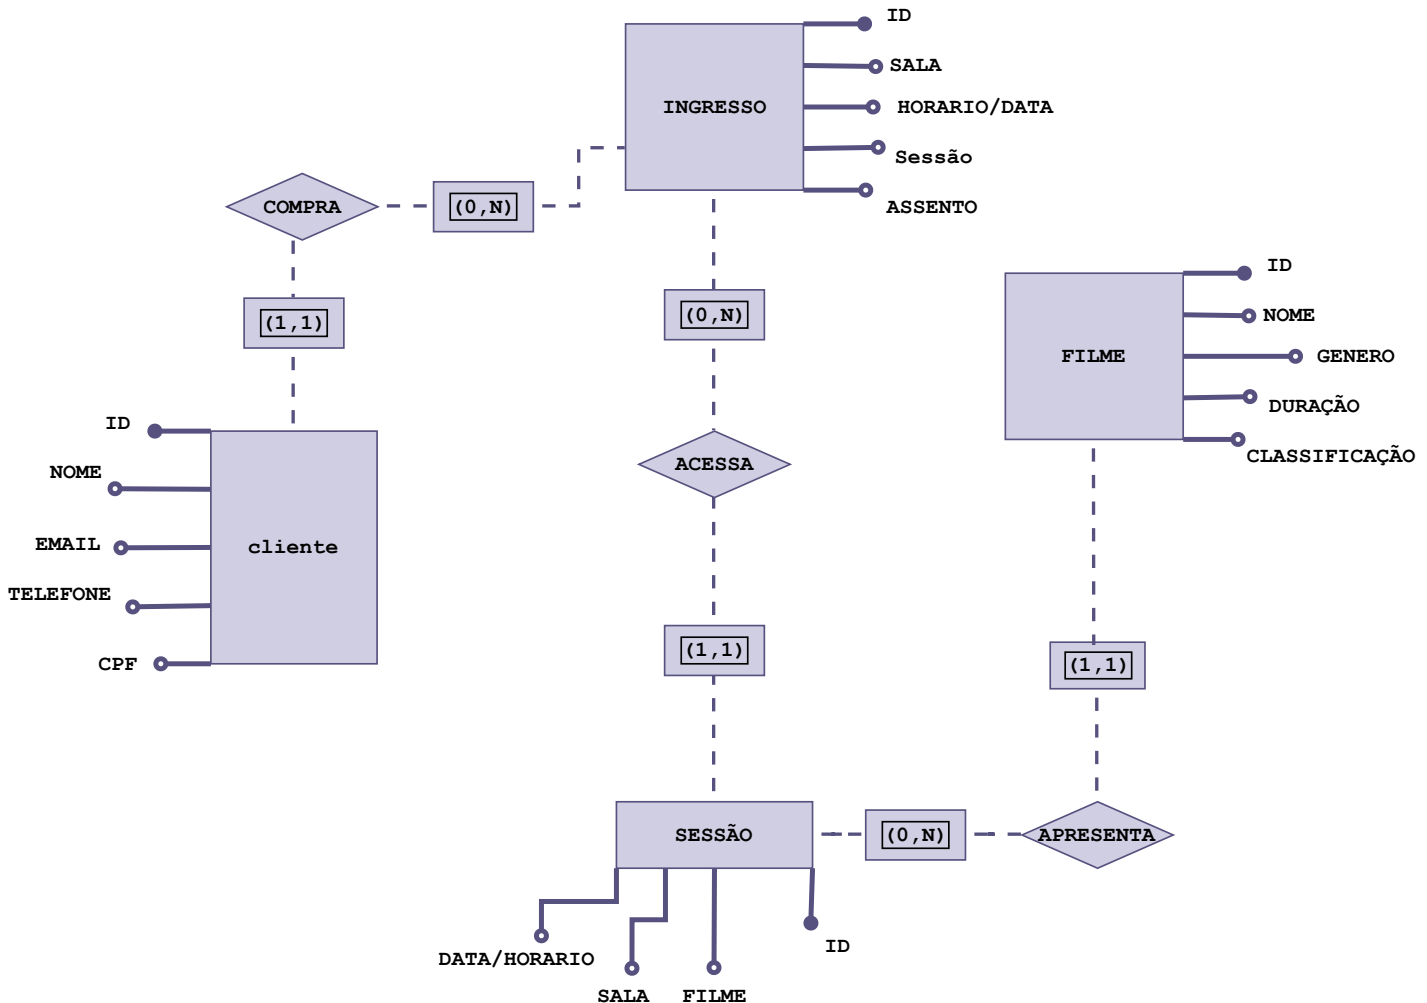 ID
SALA
INGRESSO
HORARIO/DATA
Sessão
ASSENTO
COMPRA
(0,N)
(1,1)
(0,N)
ID
NOME
FILME
GENERO
DURAÇÃO
CLASSIFICAÇÃO
ID
NOME
EMAIL
cliente
TELEFONE
CPF
ACESSA
(1,1)
(1,1)
SESSÃO
(0,N)
APRESENTA
DATA/HORARIO
SALA
FILME
ID